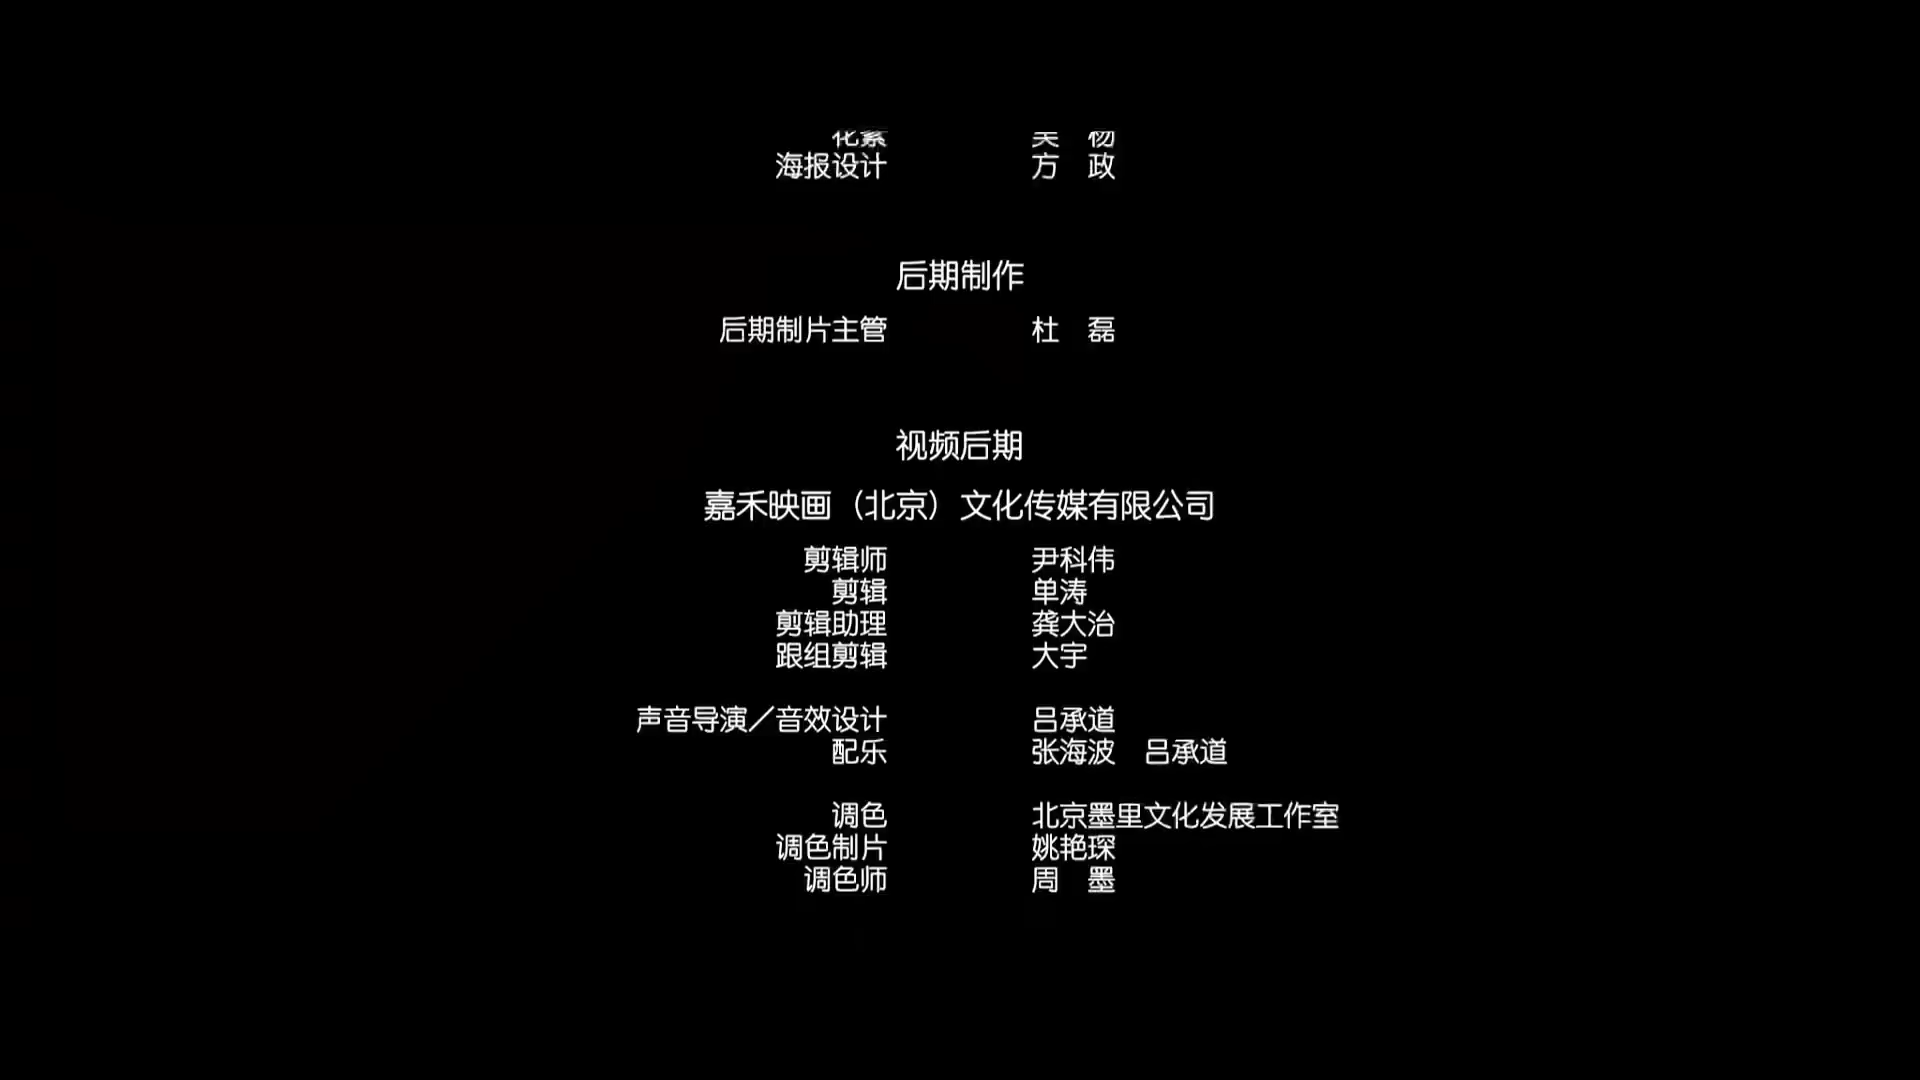 海报设计 方 政
后期制作
后期制片主管 杜 磊
视频后期
嘉禾映画（北京）文化传媒有限公司
剪辑师 尹科伟
剪辑 单涛
剪辑助理 龚大治
跟组剪辑 大宇
声音导演／音效设计 吕承道
配乐 张海波 吕承道
调色 北京墨里文化发展工作室
调色制片 姚艳琛
调色师 周 墨